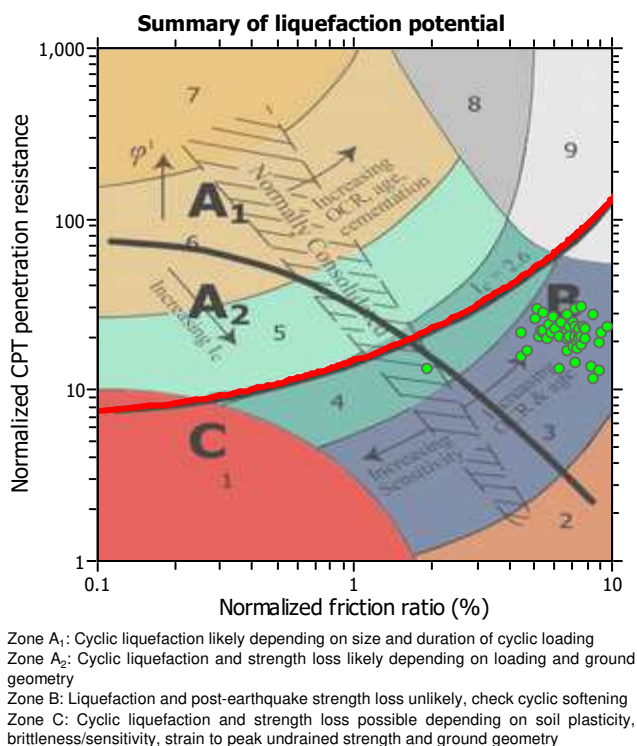 Summary of liquefaction potential
1,000
100
10
1
0.1
1
10
Normalized CPT penetration resistance
Normalized friction ratio (%)
7
8
9
φ'
A1
Increasing
OCR, age,
cementation
Normally Consolidated
6
A2
Increasing Ic
5
Ic = 2.6
B
4
Increasing
OCR & age
3
C
Increasing
Sensitivity
1
2
Zone A1: Cyclic liquefaction likely depending on size and duration of cyclic loading
Zone A2: Cyclic liquefaction and strength loss likely depending on loading and ground
geometry
Zone B: Liquefaction and post-earthquake strength loss unlikely, check cyclic softening
Zone C: Cyclic liquefaction and strength loss possible depending on soil plasticity,
brittleness/sensitivity, strain to peak undrained strength and ground geometry